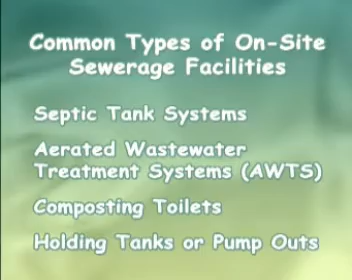 Common Types of On-Site
Sewerage Facilities
Septic Tank Systems
Aerated Wastewater
Treatment Systems (AWTS)
Composting Toilets
Holding Tanks or Pump Outs